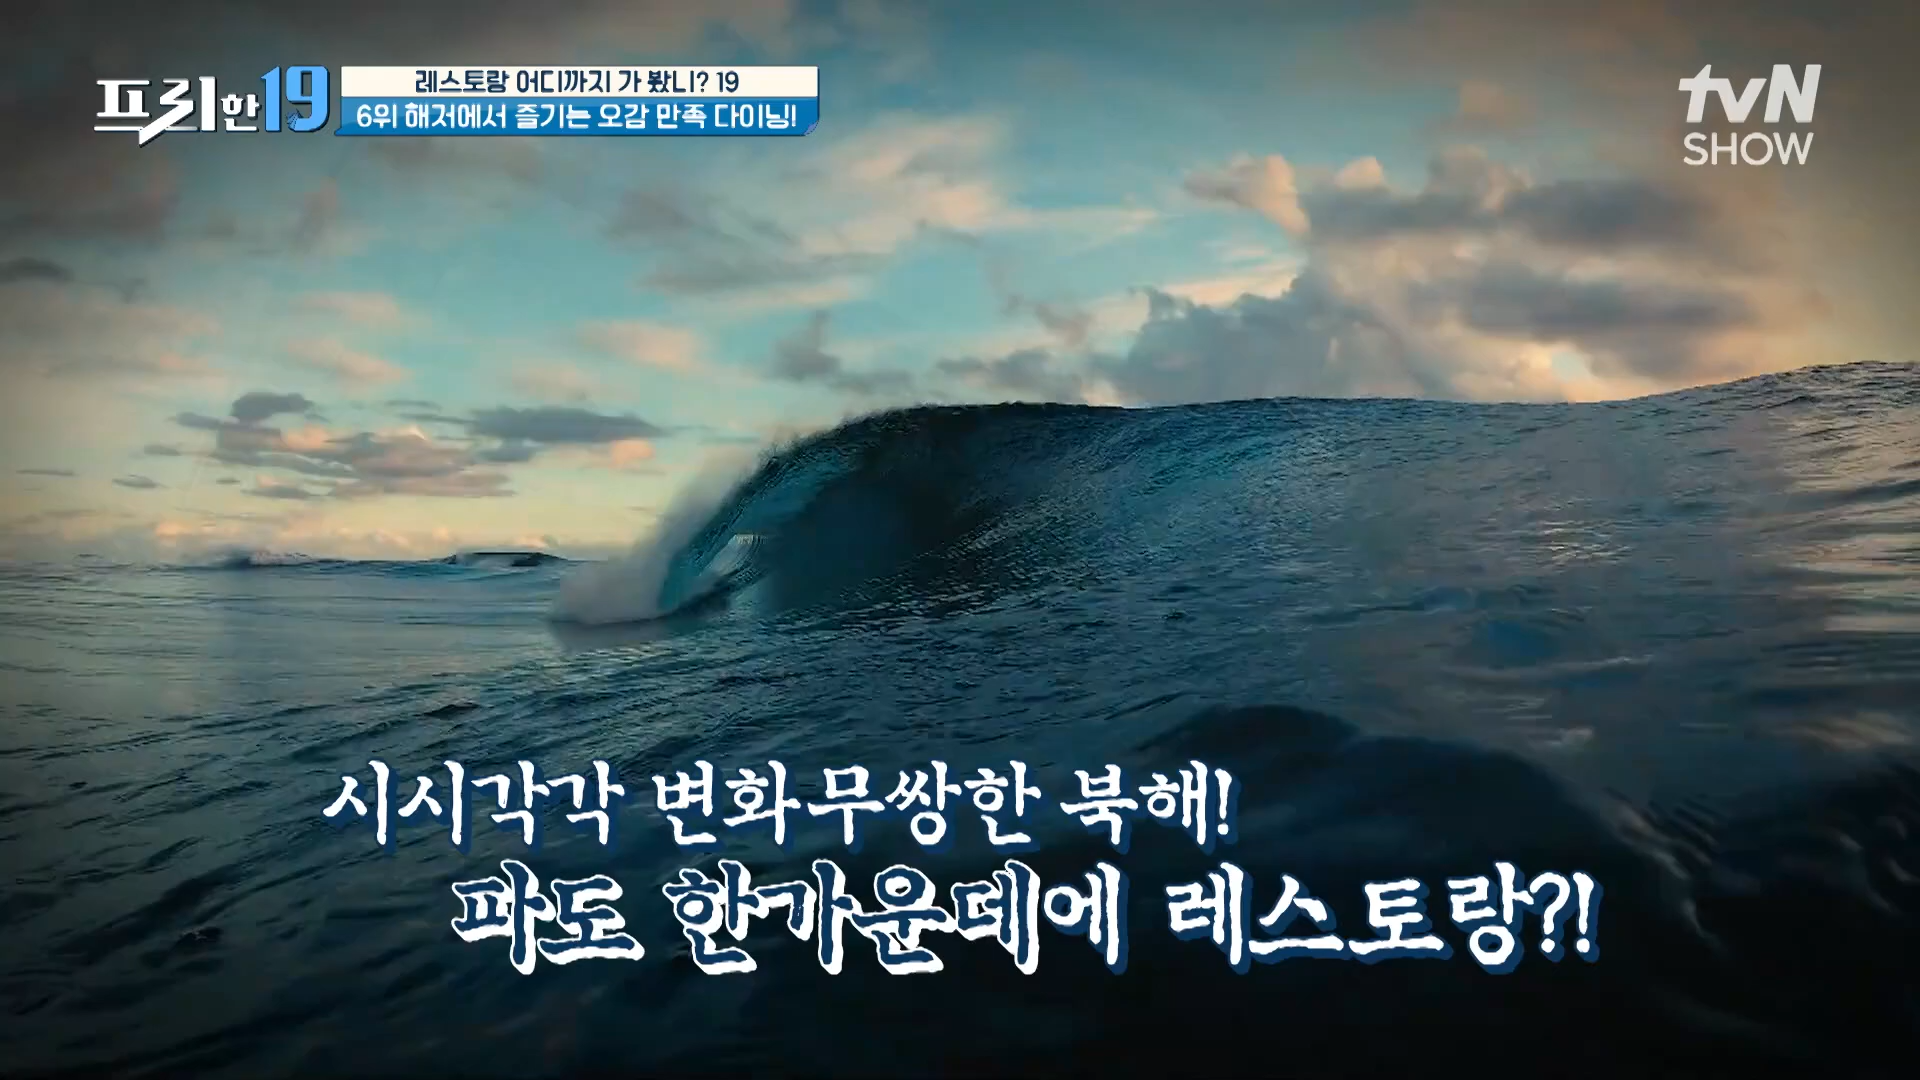 프리한19
레스토랑 어디까지 가 봤니? 19
6위 해저에서 즐기는 오감 만족 다이닝!
tvN
SHOW
시시각각 변화무쌍한 북해!
파도 한가운데에 레스토랑?!